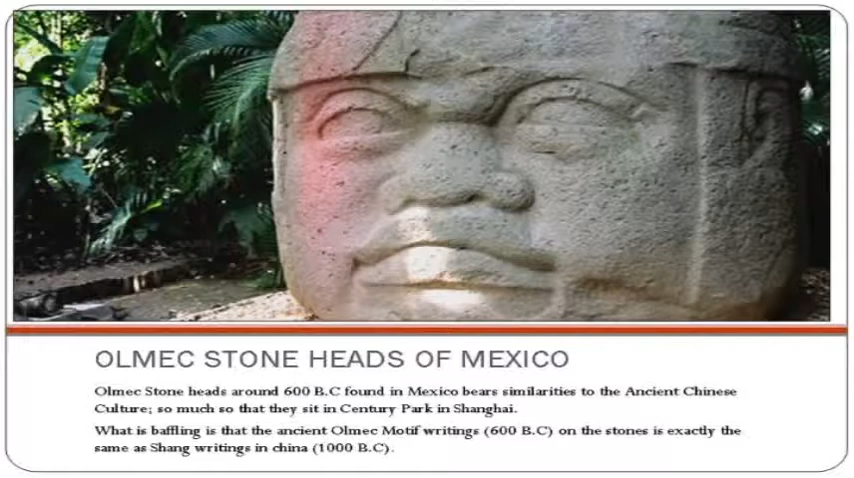 OLMEC STONE HEADS OF MEXICO
Olmec Stone heads around 600 B.C found in Mexico bears similarities to the Ancient Chinese
Culture; so much so that they sit in Century Park in Shanghai.
What is baffling is that the ancient Olmec Motif writings (600 B.C) on the stones is exactly the
same as Shang writings in china (1000 B.C).